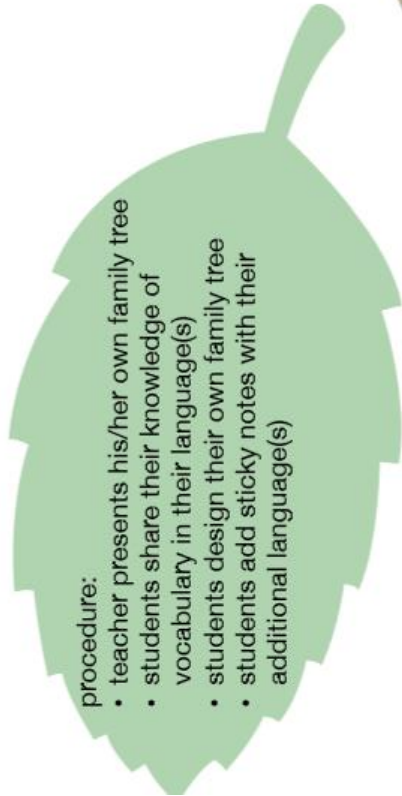 procedure:
• teacher presents his/her own family tree
• students share their knowledge of
vocabulary in their language(s)
• students design their own family tree
• students add sticky notes with their
additional language(s)